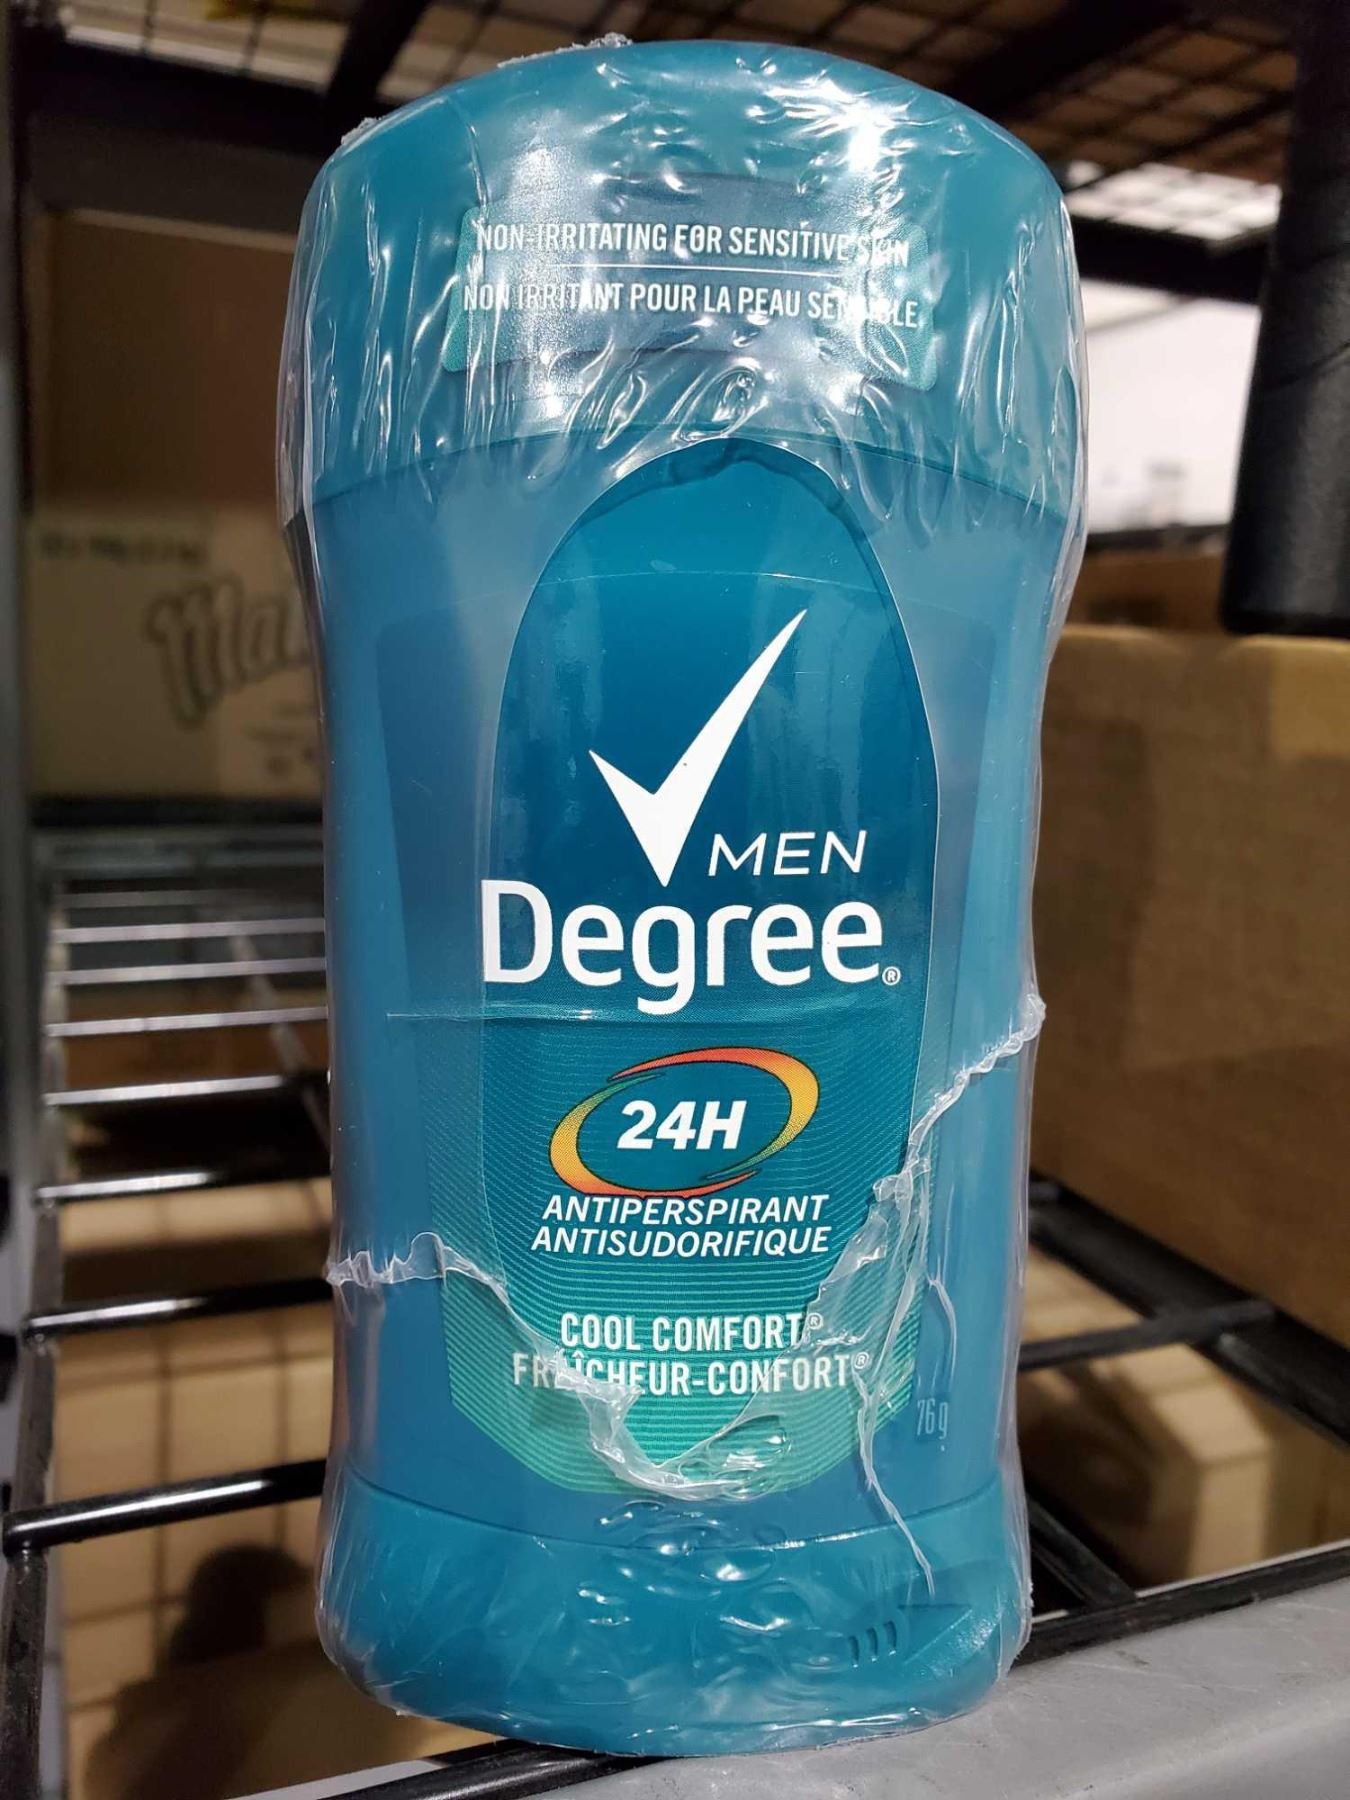 NON-IRRITATING FOR SENSITIVE SKIN
NON IRRITANT POUR LA PEAU SENSIBLE
MEN
Degree®
24H
ANTIPERSPIRANT
ANTISUDORIFIQUE
COOL COMFORT®
FRAÎCHEUR-CONFORT®
76g